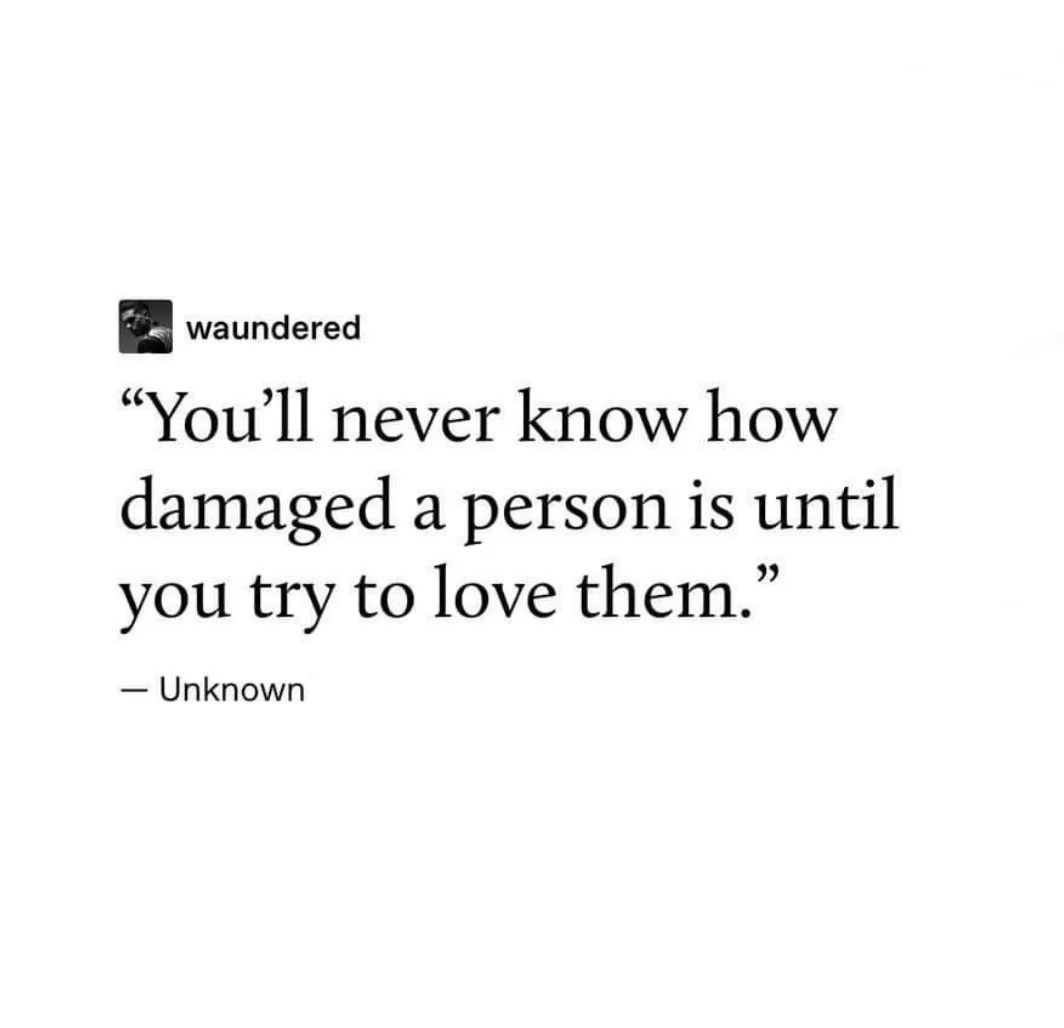 waundered
“You’ll never know how
damaged a person is until
you try to love them.”
— Unknown